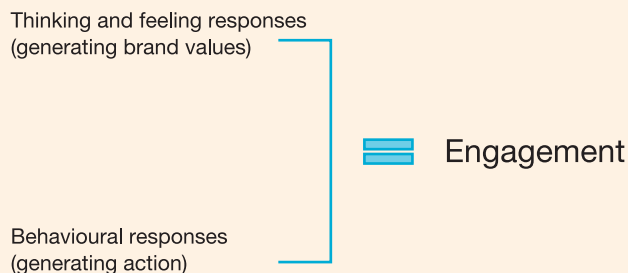 Thinking and feeling responses
(generating brand values)
Engagement
Behavioural responses
(generating action)